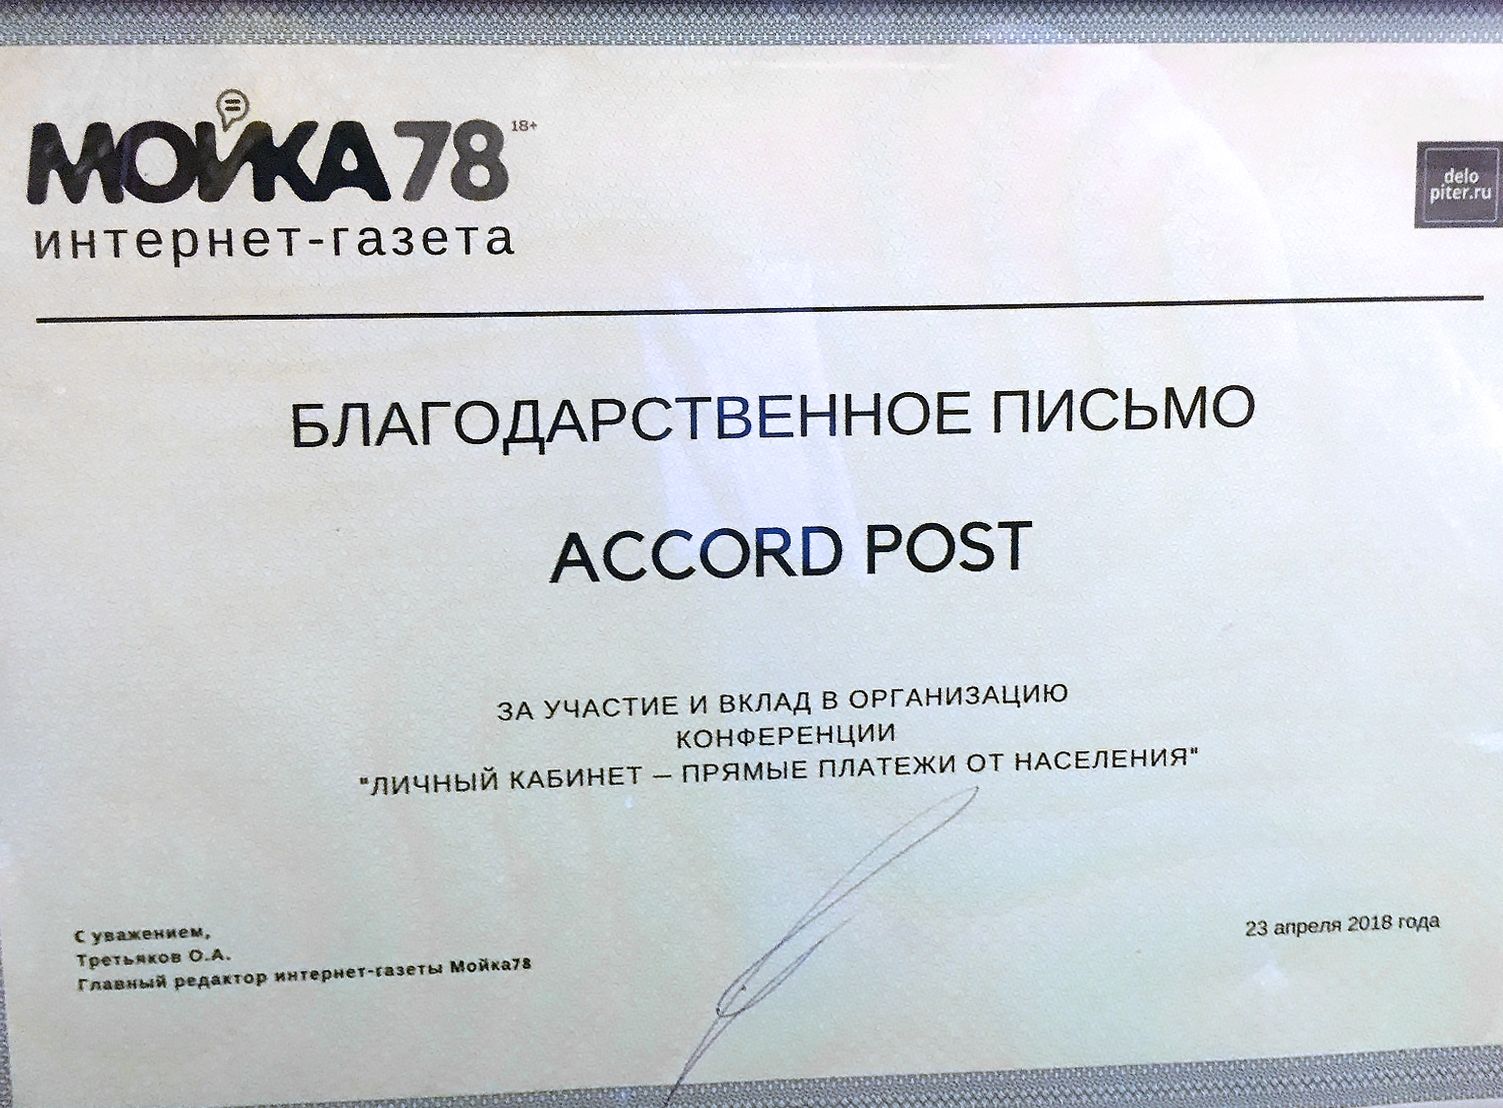 МОЙКА78 18+
интернет-газета
delo
piter.ru
БЛАГОДАРСТВЕННОЕ ПИСЬМО
ACCORD POST
ЗА УЧАСТИЕ И ВКЛАД В ОРГАНИЗАЦИЮ
КОНФЕРЕНЦИИ
"ЛИЧНЫЙ КАБИНЕТ — ПРЯМЫЕ ПЛАТЕЖИ ОТ НАСЕЛЕНИЯ"
С уважением,
Третьяков О.А.
Главный редактор интернет-газеты Мойка78
23 апреля 2018 года